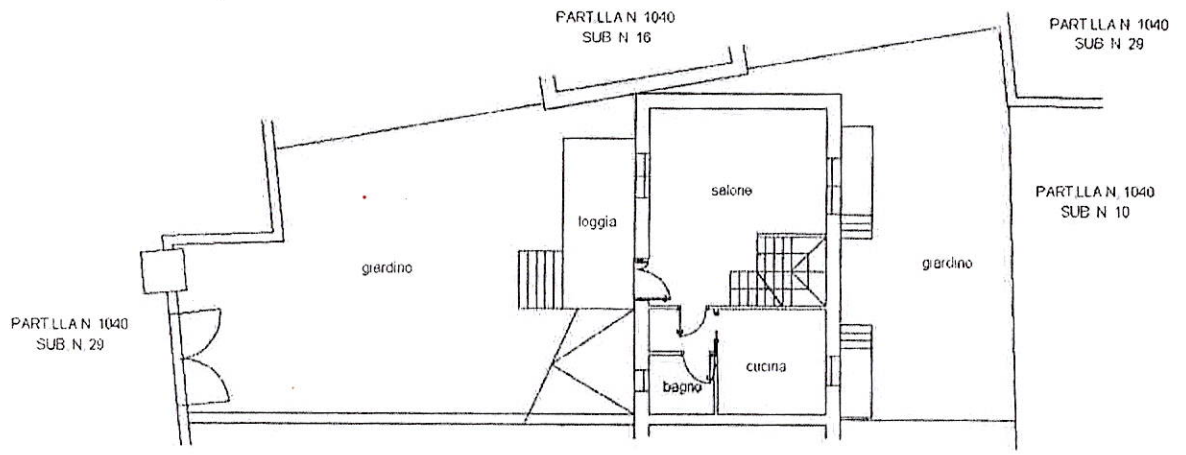 PART.LLA N 1040
SUB N 16
PART.LLA N 1040
SUB N 29
salone
PART.LLA N. 1040
SUB N 10
loggia
giardino
giardino
PART.LLA N 1040
SUB. N. 29
cucina
bagno